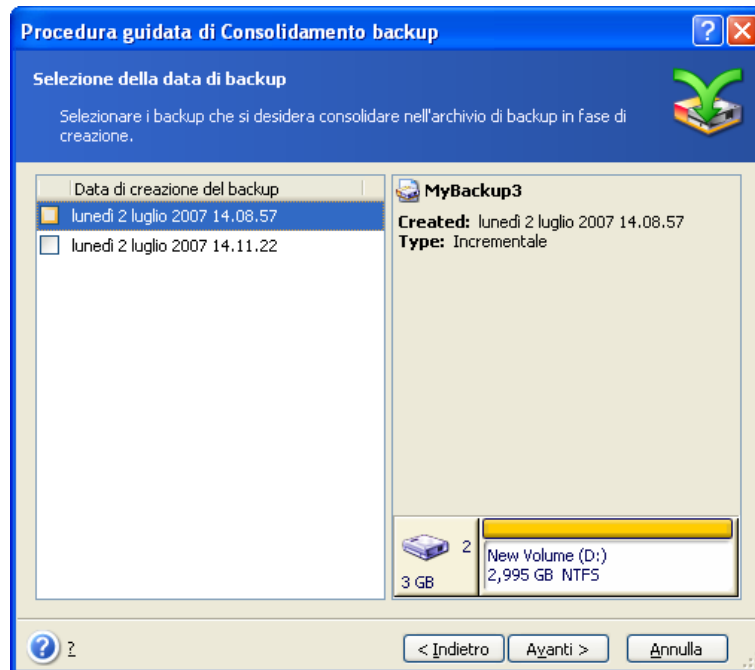 Procedura guidata di Consolidamento backup
?
Selezione della data di backup
Selezionare i backup che si desidera consolidare nell'archivio di backup in fase di
creazione.
Data di creazione del backup
lunedì 2 luglio 2007 14.08.57
lunedì 2 luglio 2007 14.11.22
MyBackup3
Created: lunedì 2 luglio 2007 14.08.57
Type: Incrementale
2
3 GB
New Volume (D:)
2,995 GB NTFS
? ?
< Indietro
Avanti >
Annulla